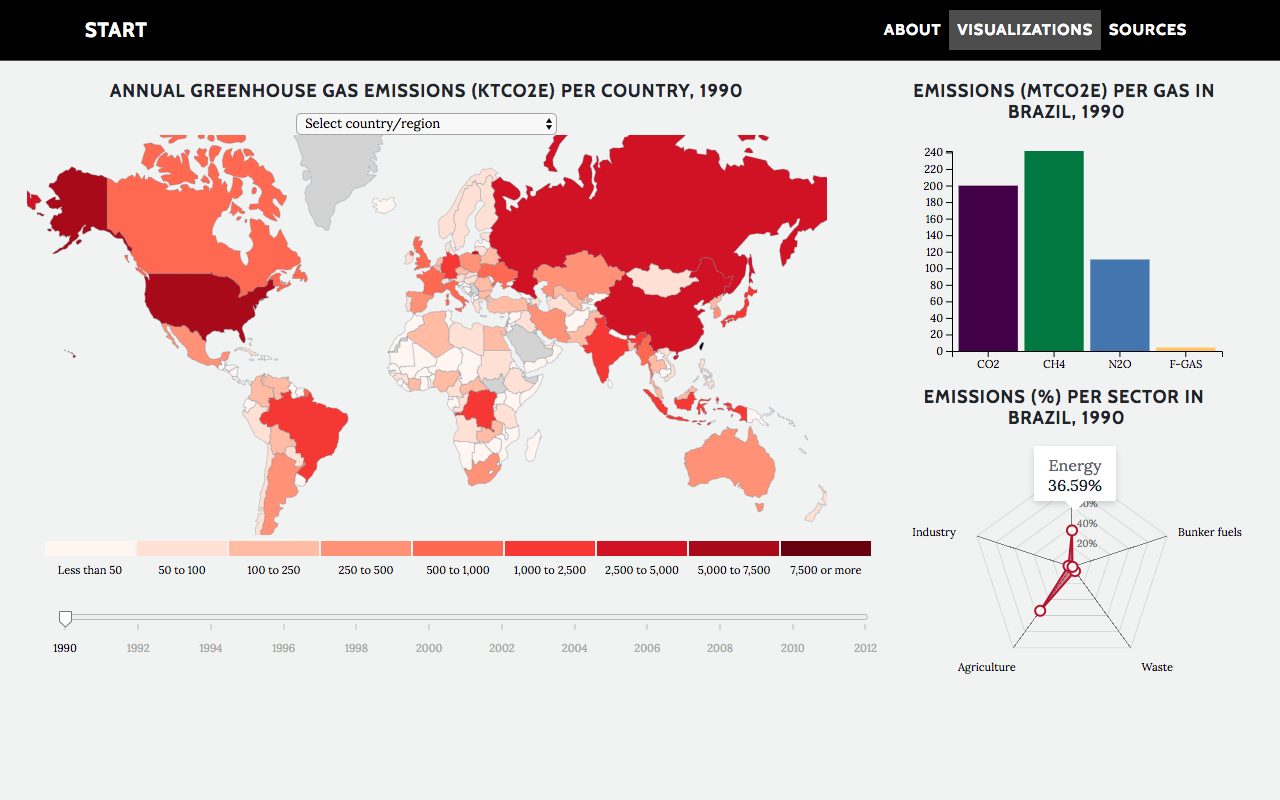 START
ABOUT VISUALIZATIONS SOURCES
ANNUAL GREENHOUSE GAS EMISSIONS (KTCO2E) PER COUNTRY, 1990
Select country/region
Less than 50 50 to 100 100 to 250 250 to 500 500 to 1,000 1,000 to 2,500 2,500 to 5,000 5,000 to 7,500 7,500 or more
1990 1992 1994 1996 1998 2000 2002 2004 2006 2008 2010 2012
EMISSIONS (MTCO2E) PER GAS IN
BRAZIL, 1990
240
220
200
180
160
140
120
100
80
60
40
20
0
CO2 CH4 N2O F-GAS
EMISSIONS (%) PER SECTOR IN
BRAZIL, 1990
Energy
36.59%
40%
20%
Industry
Bunker fuels
Agriculture
Waste